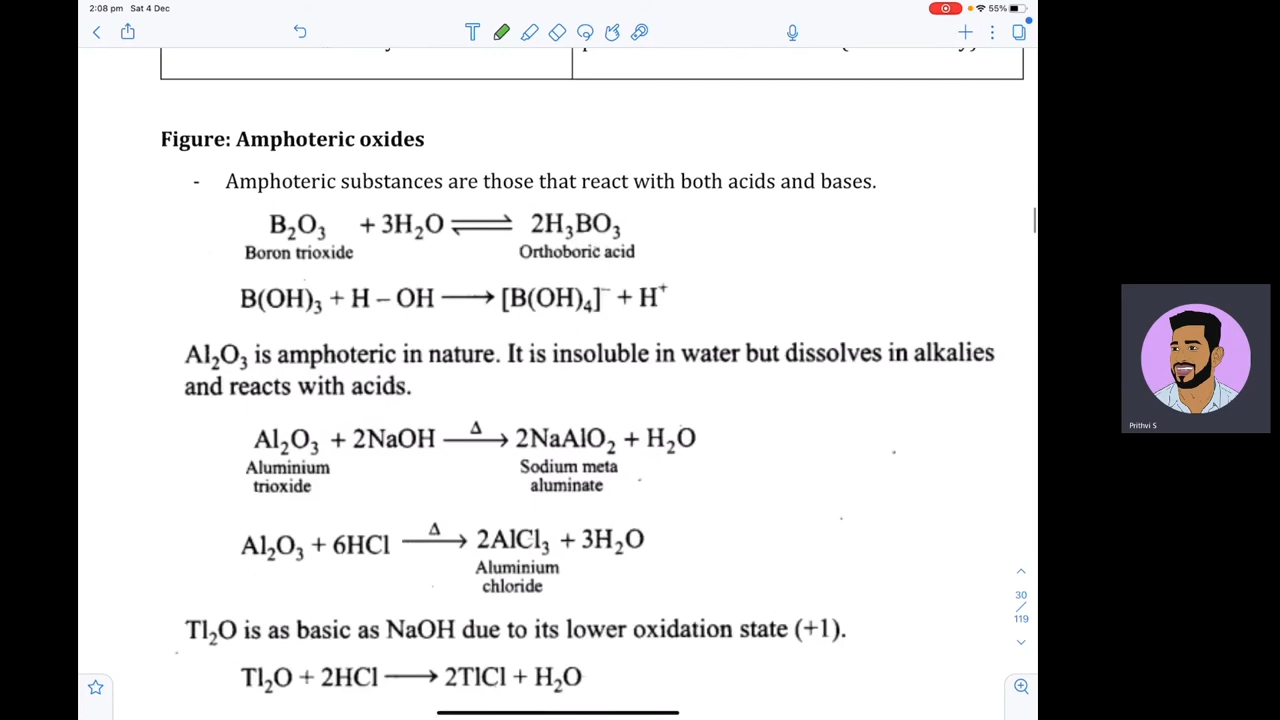 2:08 pm Sat 4 Dec
55%
T
Figure: Amphoteric oxides
- Amphoteric substances are those that react with both acids and bases.
B₂O₃ + 3H₂O ⇌ 2H₃BO₃
Boron trioxide Orthoboric acid
B(OH)₃ + H – OH ⟶ [B(OH)₄]⁻ + H⁺
Al₂O₃ is amphoteric in nature. It is insoluble in water but dissolves in alkalies
and reacts with acids.
Al₂O₃ + 2NaOH —Δ→ 2NaAlO₂ + H₂O
Aluminium Sodium meta
trioxide aluminate
Al₂O₃ + 6HCl —Δ→ 2AlCl₃ + 3H₂O
Aluminium
chloride
Tl₂O is as basic as NaOH due to its lower oxidation state (+1).
Tl₂O + 2HCl ⟶ 2TlCl + H₂O
30
/
119
Prithvi S